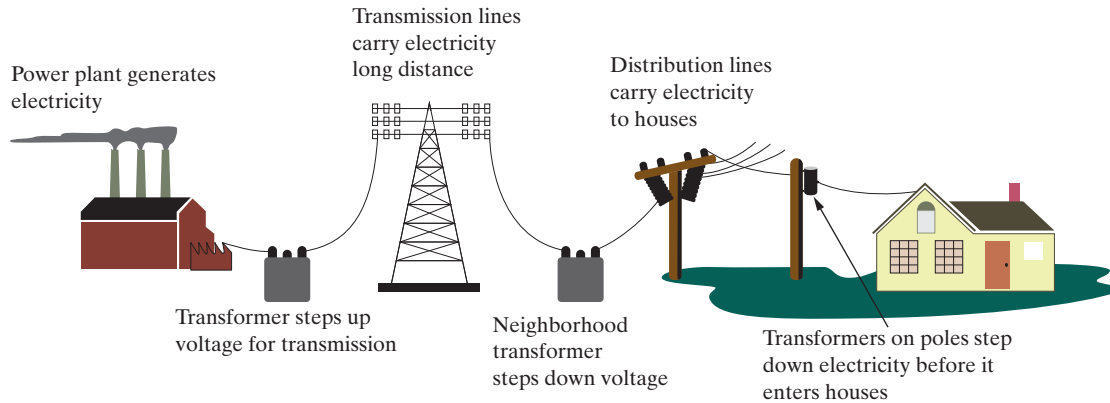 Power plant generates
electricity
Transmission lines
carry electricity
long distance
Distribution lines
carry electricity
to houses
Transformer steps up
voltage for transmission
Neighborhood
transformer
steps down voltage
Transformers on poles step
down electricity before it
enters houses